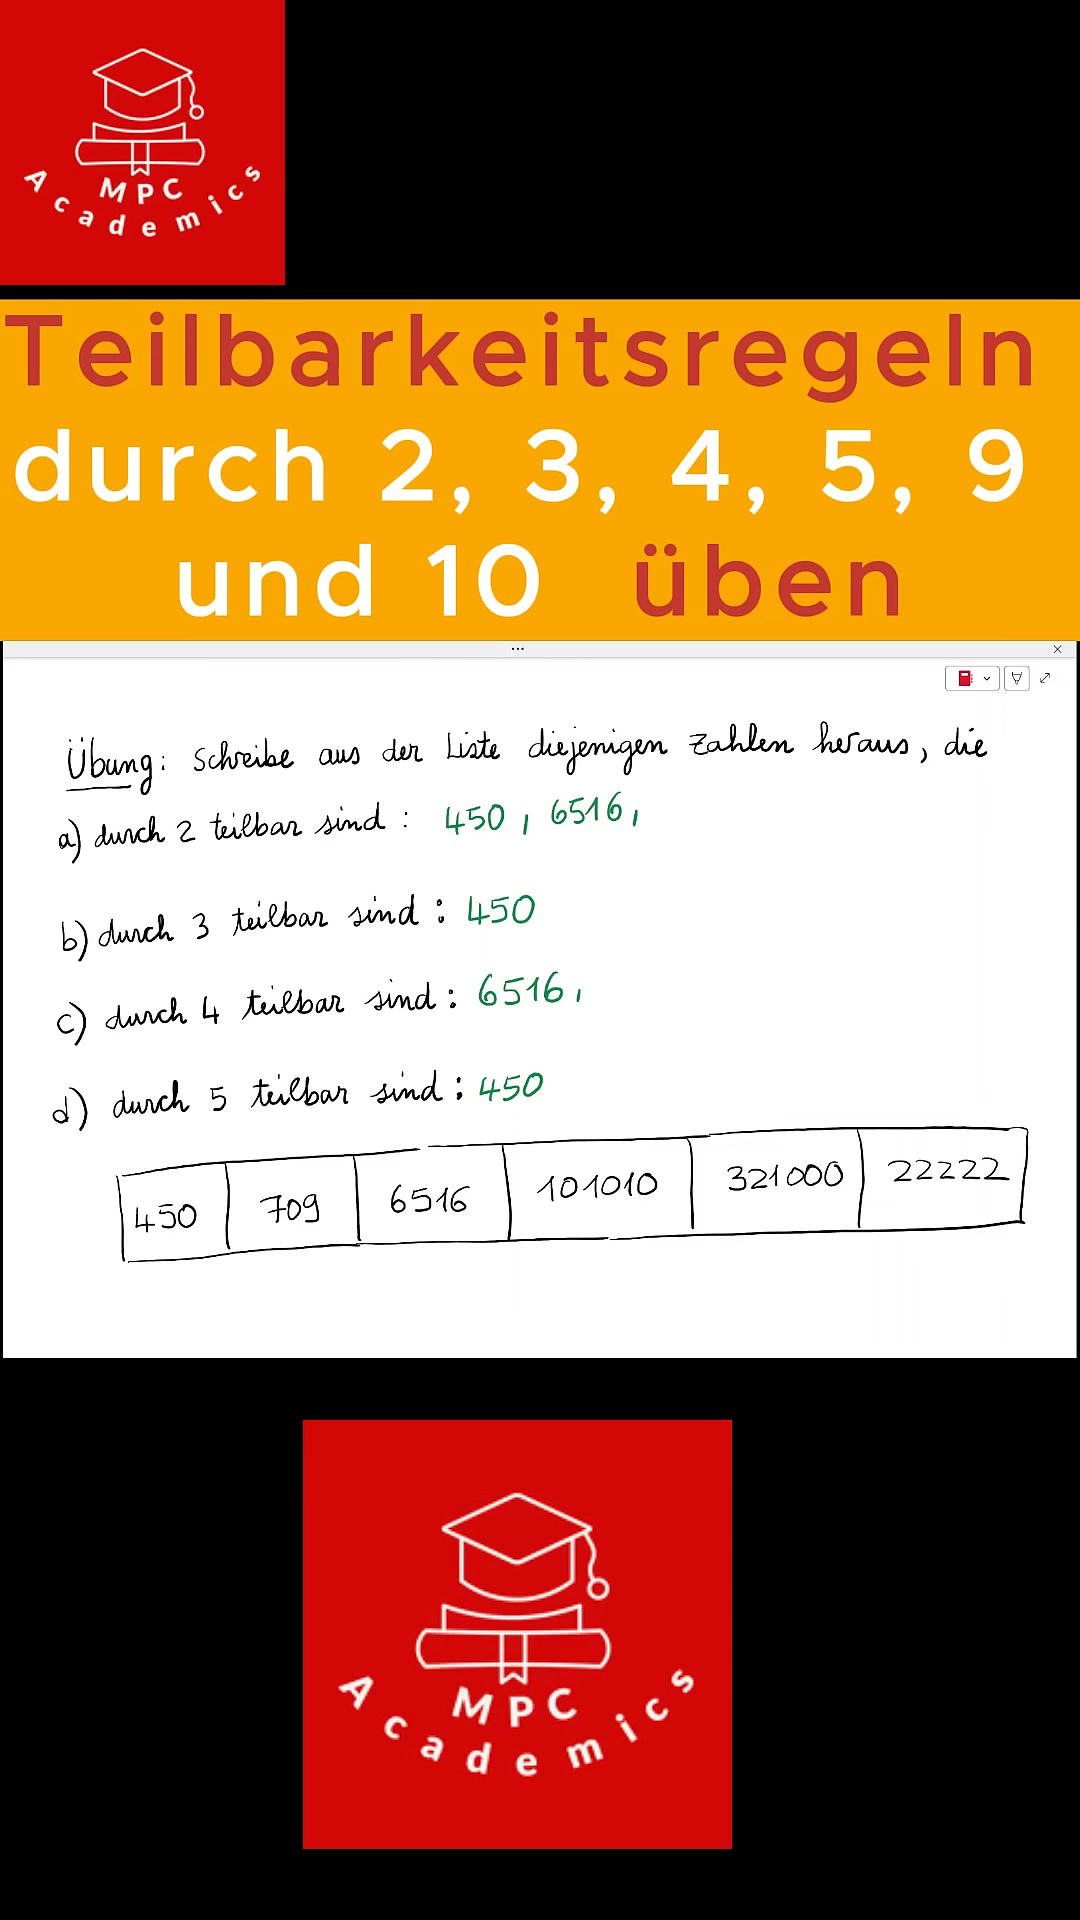 MPC
Academics
Teilbarkeitsregeln
durch 2, 3, 4, 5, 9
und 10 üben
Übung: Schreibe aus der Liste diejenigen Zahlen heraus, die
a) durch 2 teilbar sind : 450 , 6516,
b) durch 3 teilbar sind : 450
c) durch 4 teilbar sind : 6516,
d) durch 5 teilbar sind : 450
450 709 6516 101010 321000 22222
MPC
Academics